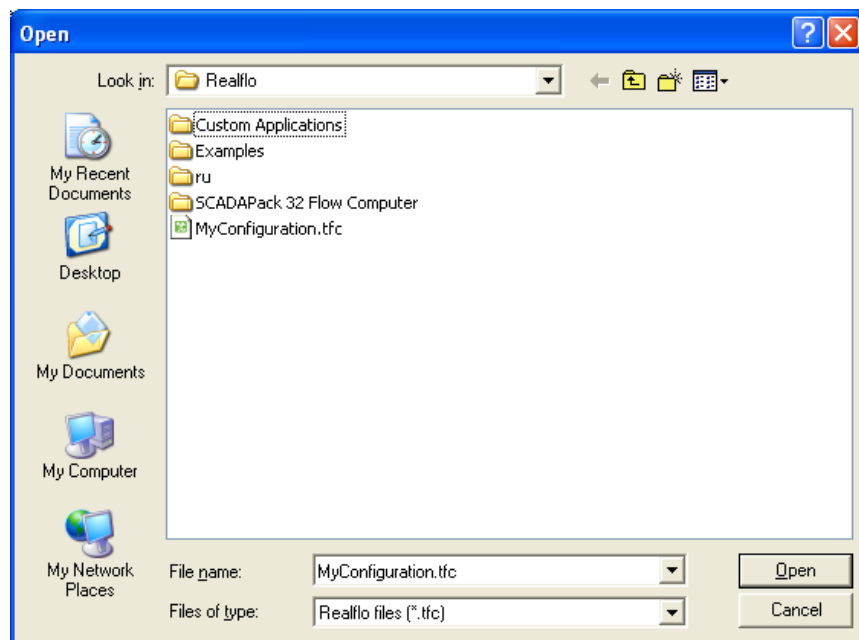 Open
Look in: Realflo
Custom Applications
Examples
ru
SCADAPack 32 Flow Computer
MyConfiguration.tfc
My Recent
Documents
Desktop
My Documents
My Computer
My Network
Places
File name: MyConfiguration.tfc Open
Files of type: Realflo files (*.tfc) Cancel